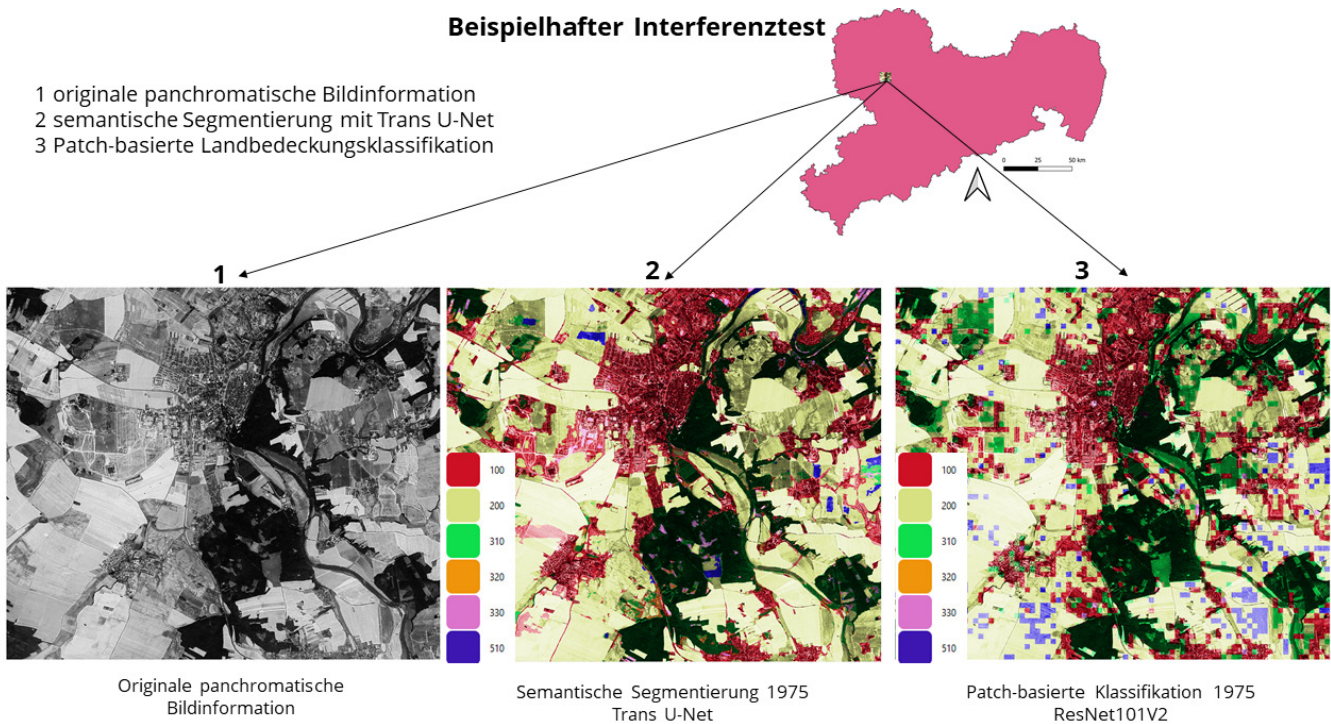 Beispielhafter Interferenztest
1 originale panchromatische Bildinformation
2 semantische Segmentierung mit Trans U-Net
3 Patch-basierte Landbedeckungsklassifikation
0 25 50 km
1
2
3
100
200
310
320
330
510
100
200
310
320
330
510
Originale panchromatische
Bildinformation
Semantische Segmentierung 1975
Trans U-Net
Patch-basierte Klassifikation 1975
ResNet101V2